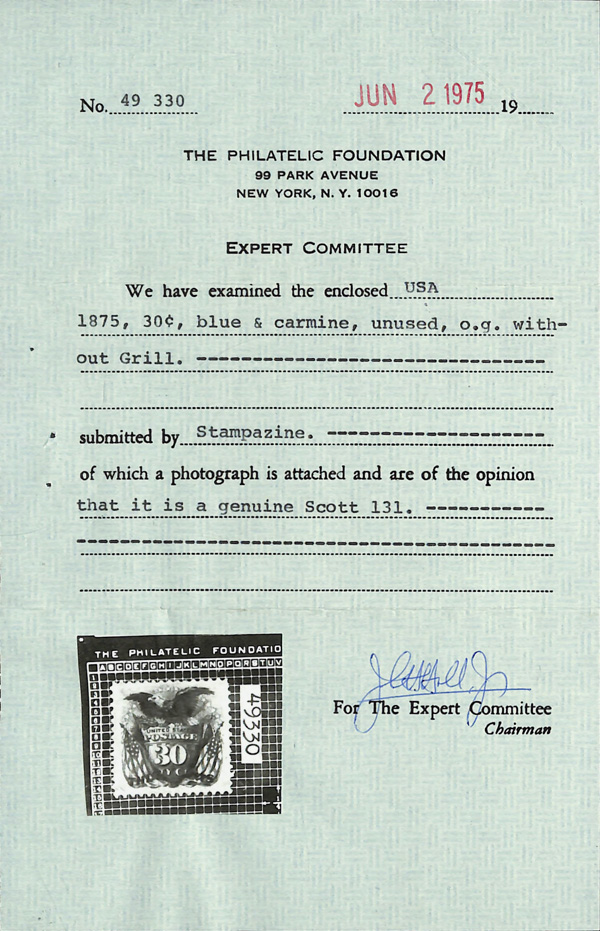 No. 49 330
JUN 2 1975 19
THE PHILATELIC FOUNDATION
99 PARK AVENUE
NEW YORK, N. Y. 10016
EXPERT COMMITTEE
We have examined the enclosed USA
1875, 30¢, blue & carmine, unused, o.g. with-
out Grill.
submitted by Stampazine.
of which a photograph is attached and are of the opinion
that it is a genuine Scott 131.
THE PHILATELIC FOUNDATIO
ABCDEFGHIJKLMNOPQRSTUV
49330
UNITED
POSTAGE
30
For The Expert Committee
Chairman